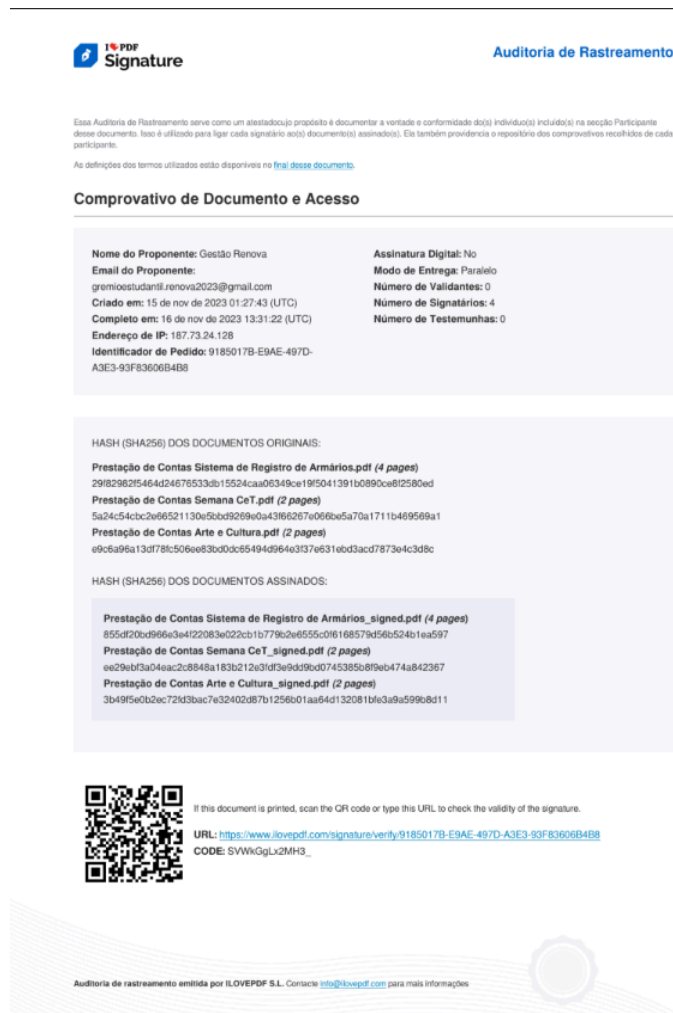 I PDF
Signature
Auditoria de Rastreamento
Essa Auditoria de Rastreamento serve como um atestadocujo propósito é documentar a vontade e conformidade do(s) indivíduo(s) incluído(s) na secção Participante
desse documento. Isso é utilizado para ligar cada signatário ao(s) documento(s) assinado(s). Ela também providencia o repositório dos comprovativos recolhidos de cada
participante.
As definições dos termos utilizados estão disponíveis no final desse documento.
Comprovativo de Documento e Acesso
Nome do Proponente: Gestão Renova
Email do Proponente:
gremioestudantil.renova2023@gmail.com
Criado em: 15 de nov de 2023 01:27:43 (UTC)
Completo em: 16 de nov de 2023 13:31:22 (UTC)
Endereço de IP: 187.73.24.128
Identificador de Pedido: 9185017B-E9AE-497D-
A3E3-93F83606B4B8
Assinatura Digital: No
Modo de Entrega: Paralelo
Número de Validantes: 0
Número de Signatários: 4
Número de Testemunhas: 0
HASH (SHA256) DOS DOCUMENTOS ORIGINAIS:
Prestação de Contas Sistema de Registro de Armários.pdf (4 pages)
29f82982f5464d24676533db15524caa06349ce19f5041391b0890ce8f2580ed
Prestação de Contas Semana CeT.pdf (2 pages)
5a24c54cbc2e66521130e5bbd9269e0a43f66267e066be5a70a1711b469569a1
Prestação de Contas Arte e Cultura.pdf (2 pages)
e9c6a96a13df78fc506ee83bd0dc65494d964e3f37e631ebd3acd7873e4c3d8c
HASH (SHA256) DOS DOCUMENTOS ASSINADOS:
Prestação de Contas Sistema de Registro de Armários_signed.pdf (4 pages)
855df20bd966e3e4f22083e022cb1b779b2e6555c0f6168579d56b524b1ea597
Prestação de Contas Semana CeT_signed.pdf (2 pages)
ee29ebf3a04eac2c8848a183b212e3fdf3e9dd9bd0745385b8f9eb474a842367
Prestação de Contas Arte e Cultura_signed.pdf (2 pages)
3b49f5e0b2ec72fd3bac7e32402d87b1256b01aa64d132081bfe3a9a599b8d11
If this document is printed, scan the QR code or type this URL to check the validity of the signature.
URL: https://www.ilovepdf.com/signature/verify/9185017B-E9AE-497D-A3E3-93F83606B4B8
CODE: SVWkGgLx2MH3_
Auditoria de rastreamento emitida por ILOVEPDF S.L. Contacte info@ilovepdf.com para mais informações